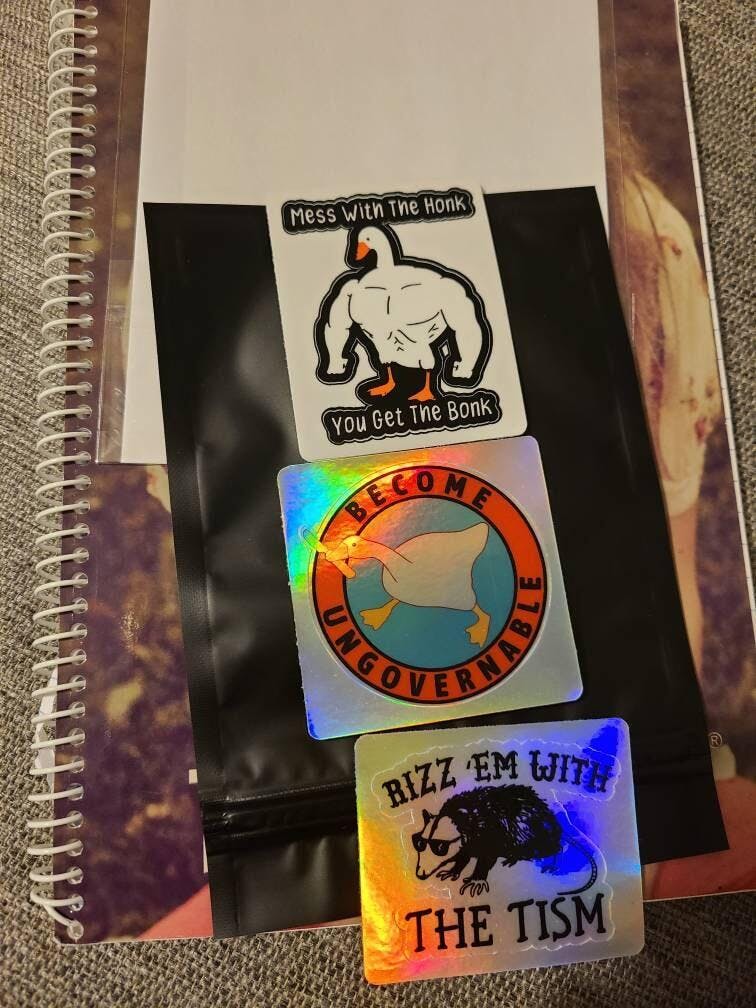 Mess With The Honk
You Get The Bonk
BECOME
UNGOVERNABLE
RIZZ 'EM WITH
THE TISM
®